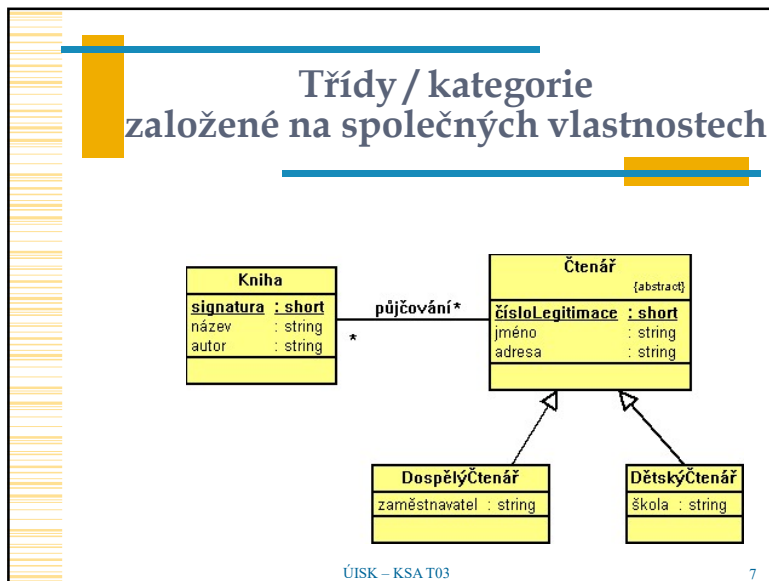 Třídy / kategorie
založené na společných vlastnostech
Kniha
signatura : short
název : string
autor : string
půjčování *
*
Čtenář
{abstract}
čísloLegitimace : short
jméno : string
adresa : string
DospělýČtenář
zaměstnavatel : string
DětskýČtenář
škola : string
ÚISK – KSA T03
7